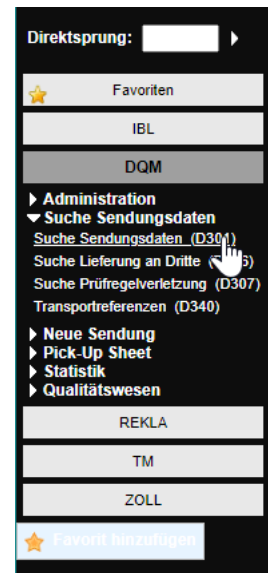 Direktsprung:
Favoriten
IBL
DQM
Administration
Suche Sendungsdaten
Suche Sendungsdaten (D301)
Suche Lieferung an Dritte
Suche Prüfregelverletzung (D307)
Transportreferenzen (D340)
Neue Sendung
Pick-Up Sheet
Statistik
Qualitätswesen
REKLA
TM
ZOLL
Favorit hinzufügen